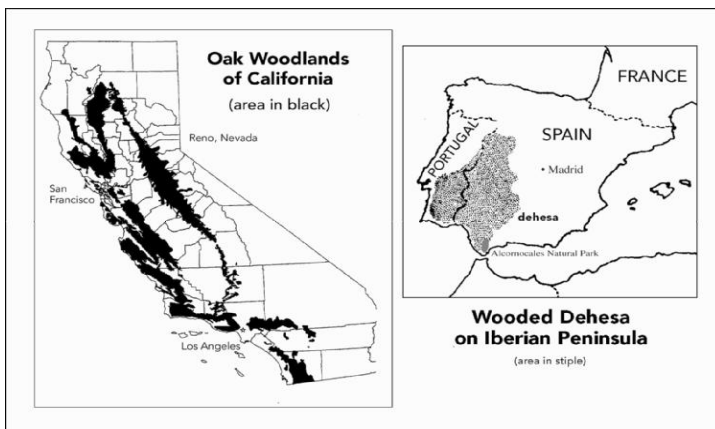 Oak Woodlands
of California
(area in black)
Reno, Nevada
San
Francisco
Los Angeles
FRANCE
SPAIN
PORTUGAL
Madrid
dehesa
Alcornocales Natural Park
Wooded Dehesa
on Iberian Peninsula
(area in stiple)